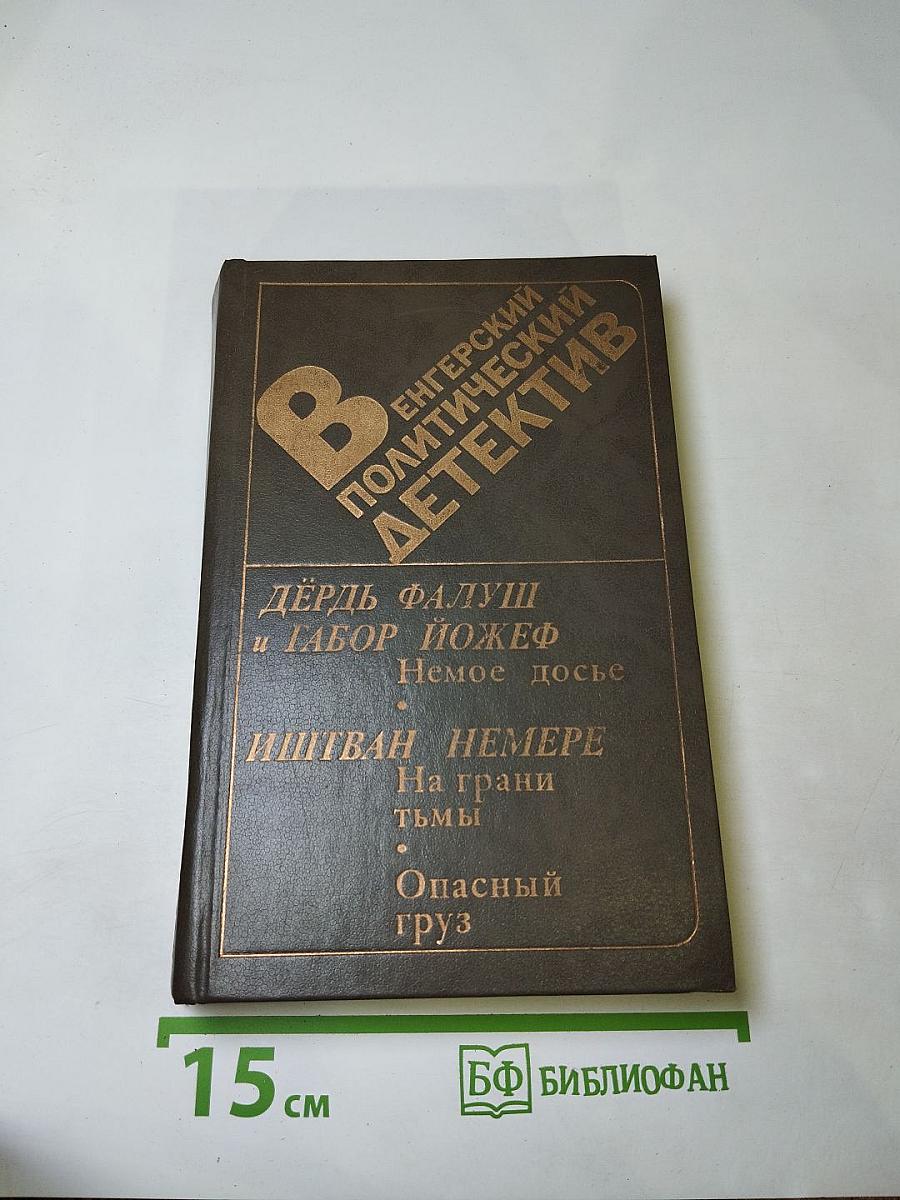 ВЕНГЕРСКИЙ
ПОЛИТИЧЕСКИЙ
ДЕТЕКТИВ
ДЁРДЬ ФАЛУШ
и ГАБОР ЙОЖЕФ
Немое досье
•
ИШТВАН НЕМЕРЕ
На грани
тьмы
•
Опасный
груз
15 см
БФ БИБЛИОФАН